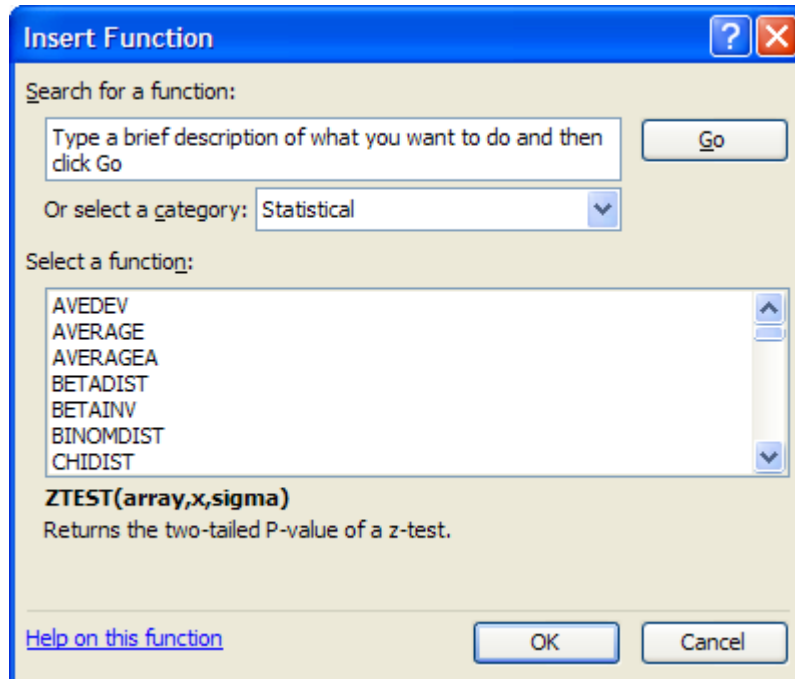 Insert Function
Search for a function:
Type a brief description of what you want to do and then
click Go
Go
Or select a category: Statistical
Select a function:
AVEDEV
AVERAGE
AVERAGEA
BETADIST
BETAINV
BINOMDIST
CHIDIST
ZTEST(array,x,sigma)
Returns the two-tailed P-value of a z-test.
Help on this function
OK
Cancel